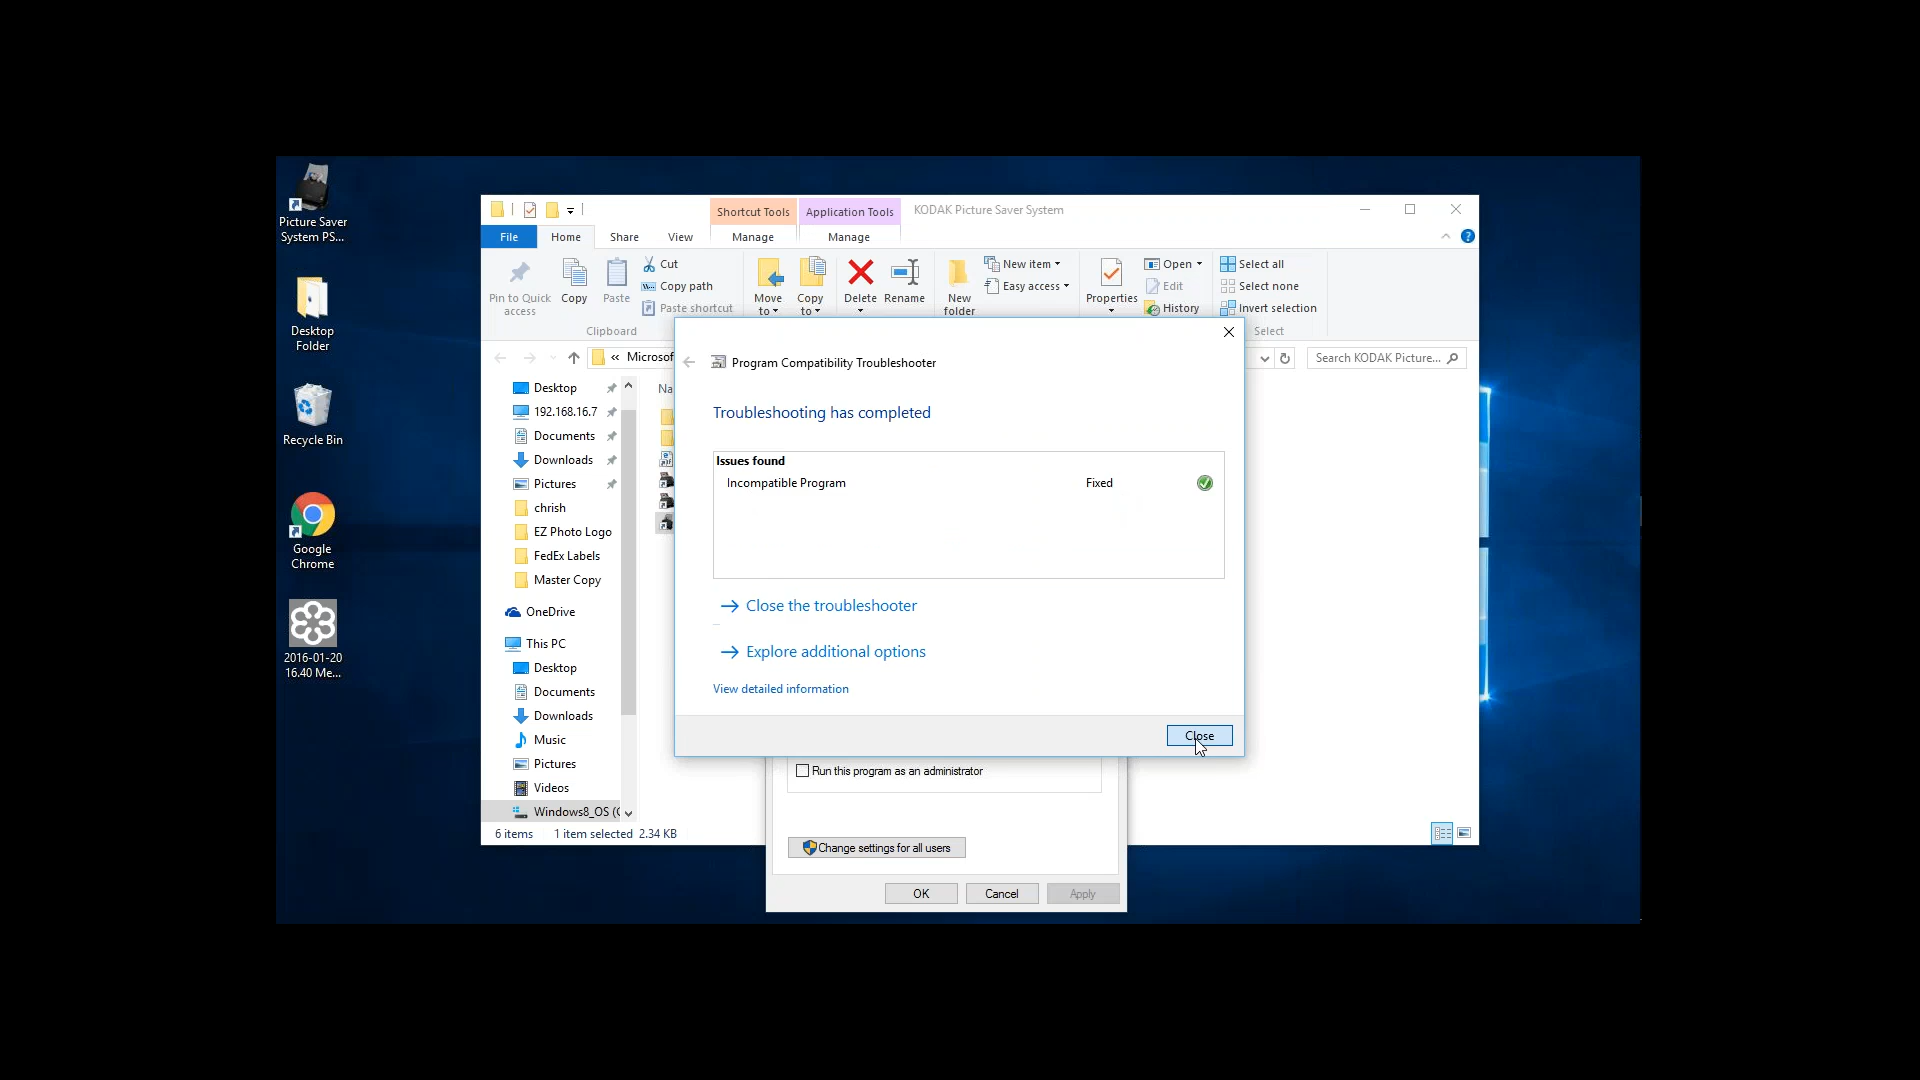 Picture Saver
System PS...
Desktop
Folder
Recycle Bin
Google
Chrome
2016-01-20
16.40 Me...
Shortcut Tools
Application Tools
KODAK Picture Saver System
File
Home
Share
View
Manage
Manage
Pin to Quick
access
Copy
Paste
Cut
Copy path
Paste shortcut
Clipboard
Move
to
Copy
to
Delete
Rename
New
folder
New item
Easy access
Properties
Open
Edit
History
Select all
Select none
Invert selection
Select
« Microsof
Search KODAK Picture...
Desktop
192.168.16.7
Documents
Downloads
Pictures
chrish
EZ Photo Logo
FedEx Labels
Master Copy
OneDrive
This PC
Desktop
Documents
Downloads
Music
Pictures
Videos
Windows8_OS (C
Na
6 items
1 item selected 2.34 KB
Program Compatibility Troubleshooter
Troubleshooting has completed
Issues found
Incompatible Program
Fixed
Close the troubleshooter
Explore additional options
View detailed information
Close
Run this program as an administrator
Change settings for all users
OK
Cancel
Apply